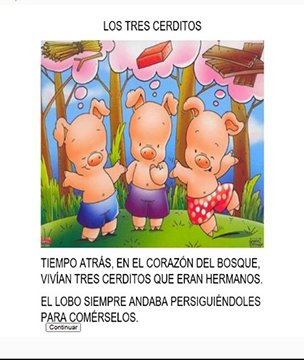 LOS TRES CERDITOS
TIEMPO ATRÁS, EN EL CORAZÓN DEL BOSQUE,
VIVÍAN TRES CERDITOS QUE ERAN HERMANOS.
EL LOBO SIEMPRE ANDABA PERSIGUIÉNDOLES
PARA COMÉRSELOS.
Continuar